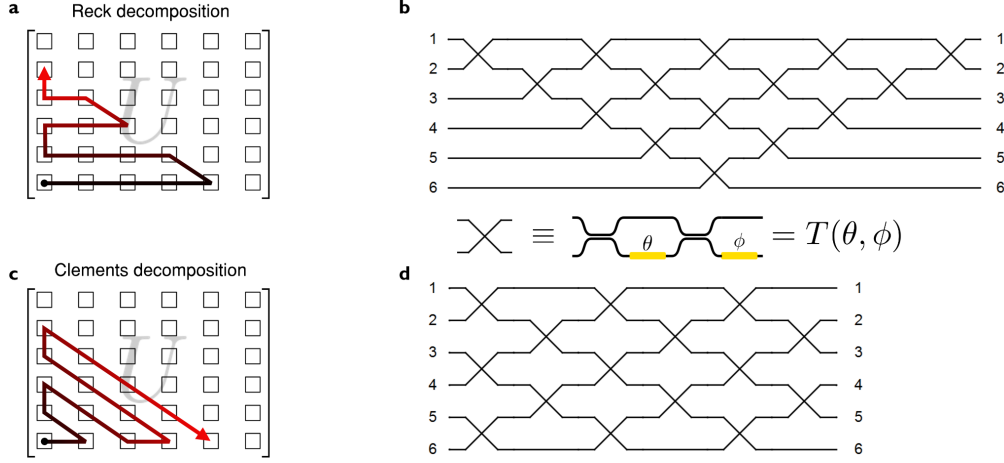 a
Reck decomposition
U
b
1 1
2 2
3 3
4 4
5 5
6 6
≡ θ ϕ = T(θ, ϕ)
c
Clements decomposition
U
d
1 1
2 2
3 3
4 4
5 5
6 6